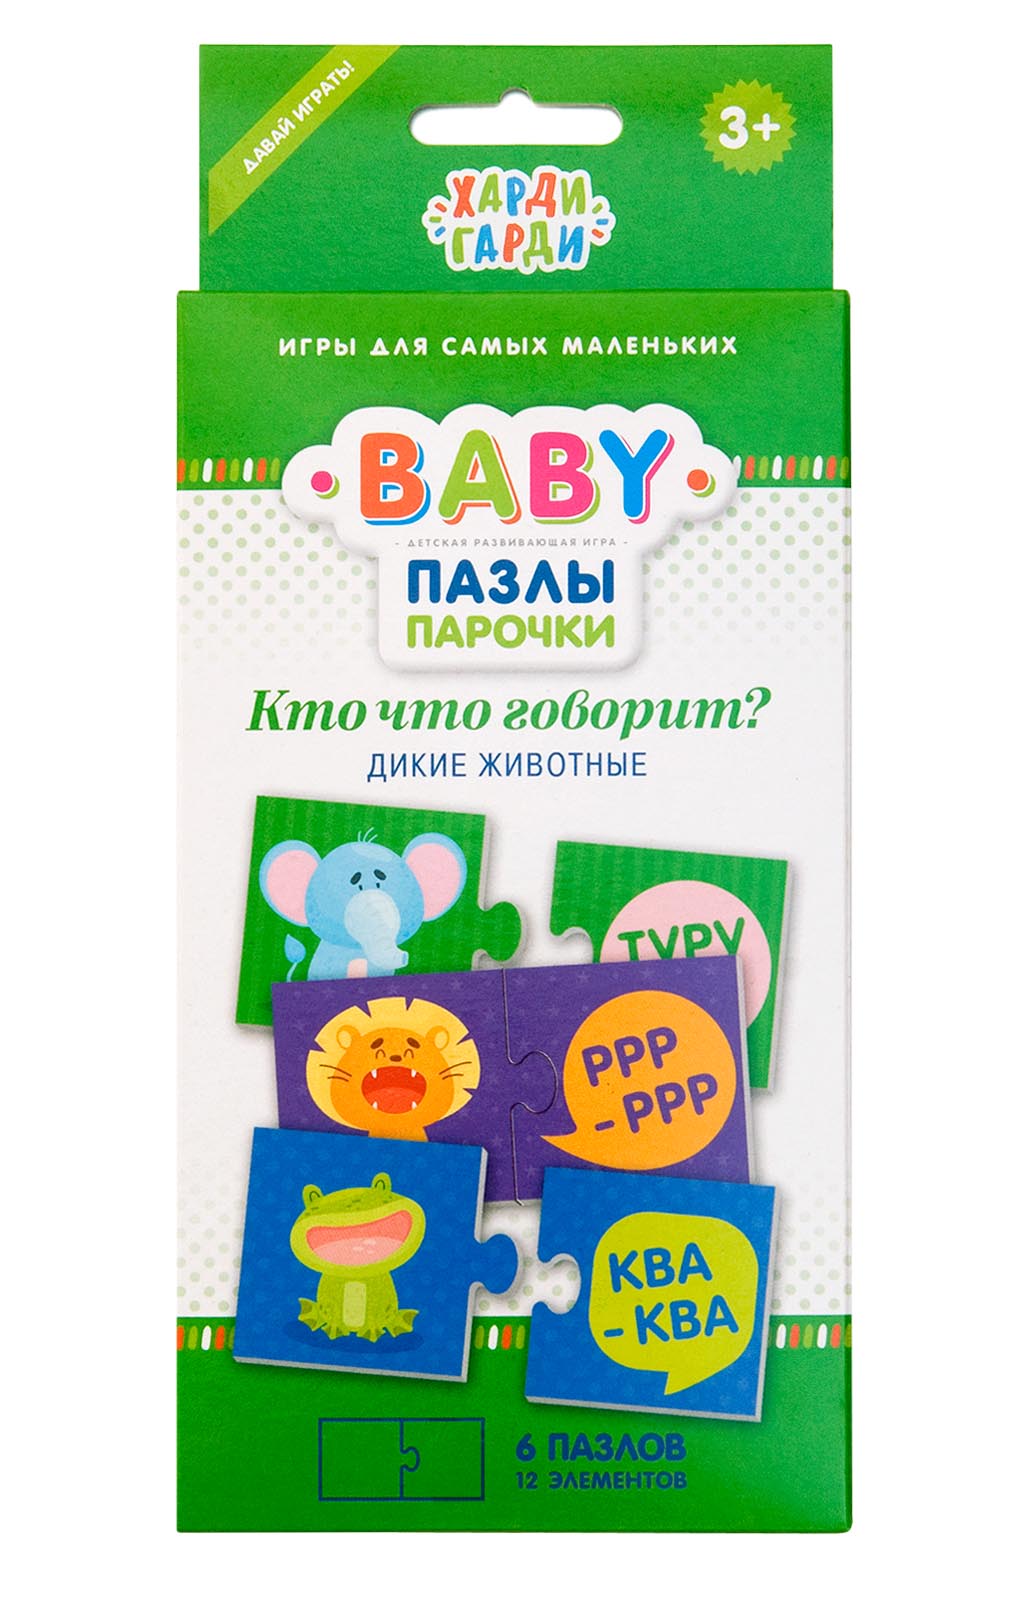 ДАВАЙ ИГРАТЬ!
3+
ХАРДИ
ГАРДИ
ИГРЫ ДЛЯ САМЫХ МАЛЕНЬКИХ
BABY
- ДЕТСКАЯ РАЗВИВАЮЩАЯ ИГРА -
ПАЗЛЫ
ПАРОЧКИ
Кто что говорит?
ДИКИЕ ЖИВОТНЫЕ
ТУРУ
РРР
-РРР
КВА
-КВА
6 ПАЗЛОВ
12 ЭЛЕМЕНТОВ